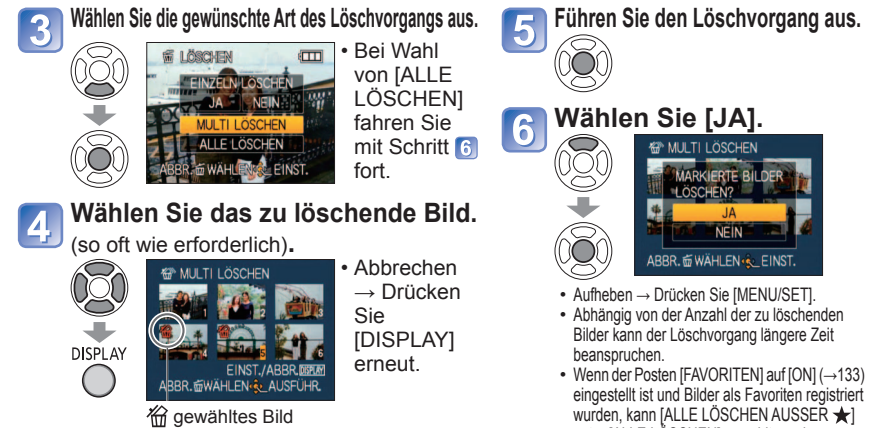 3 Wählen Sie die gewünschte Art des Löschvorgangs aus.
LÖSCHEN
EINZELN LÖSCHEN
JA NEIN
MULTI LÖSCHEN
ALLE LÖSCHEN
ABBR. WÄHLEN EINST.
• Bei Wahl
von [ALLE
LÖSCHEN]
fahren Sie
mit Schritt 6
fort.
4 Wählen Sie das zu löschende Bild.
(so oft wie erforderlich).
DISPLAY
MULTI LÖSCHEN
2
3
4
5
6
EINST./ABBR. DISPLAY
ABBR. WÄHLEN AUSFÜHR.
gewähltes Bild
• Abbrechen
→ Drücken
Sie
[DISPLAY]
erneut.
5 Führen Sie den Löschvorgang aus.
6 Wählen Sie [JA].
MULTI LÖSCHEN
MARKIERTE BILDER
LÖSCHEN?
JA
NEIN
ABBR. WÄHLEN EINST.
• Aufheben → Drücken Sie [MENU/SET].
• Abhängig von der Anzahl der zu löschenden
Bilder kann der Löschvorgang längere Zeit
beanspruchen.
• Wenn der Posten [FAVORITEN] auf [ON] (→133)
eingestellt ist und Bilder als Favoriten registriert
wurden, kann [ALLE LÖSCHEN AUSSER ★]